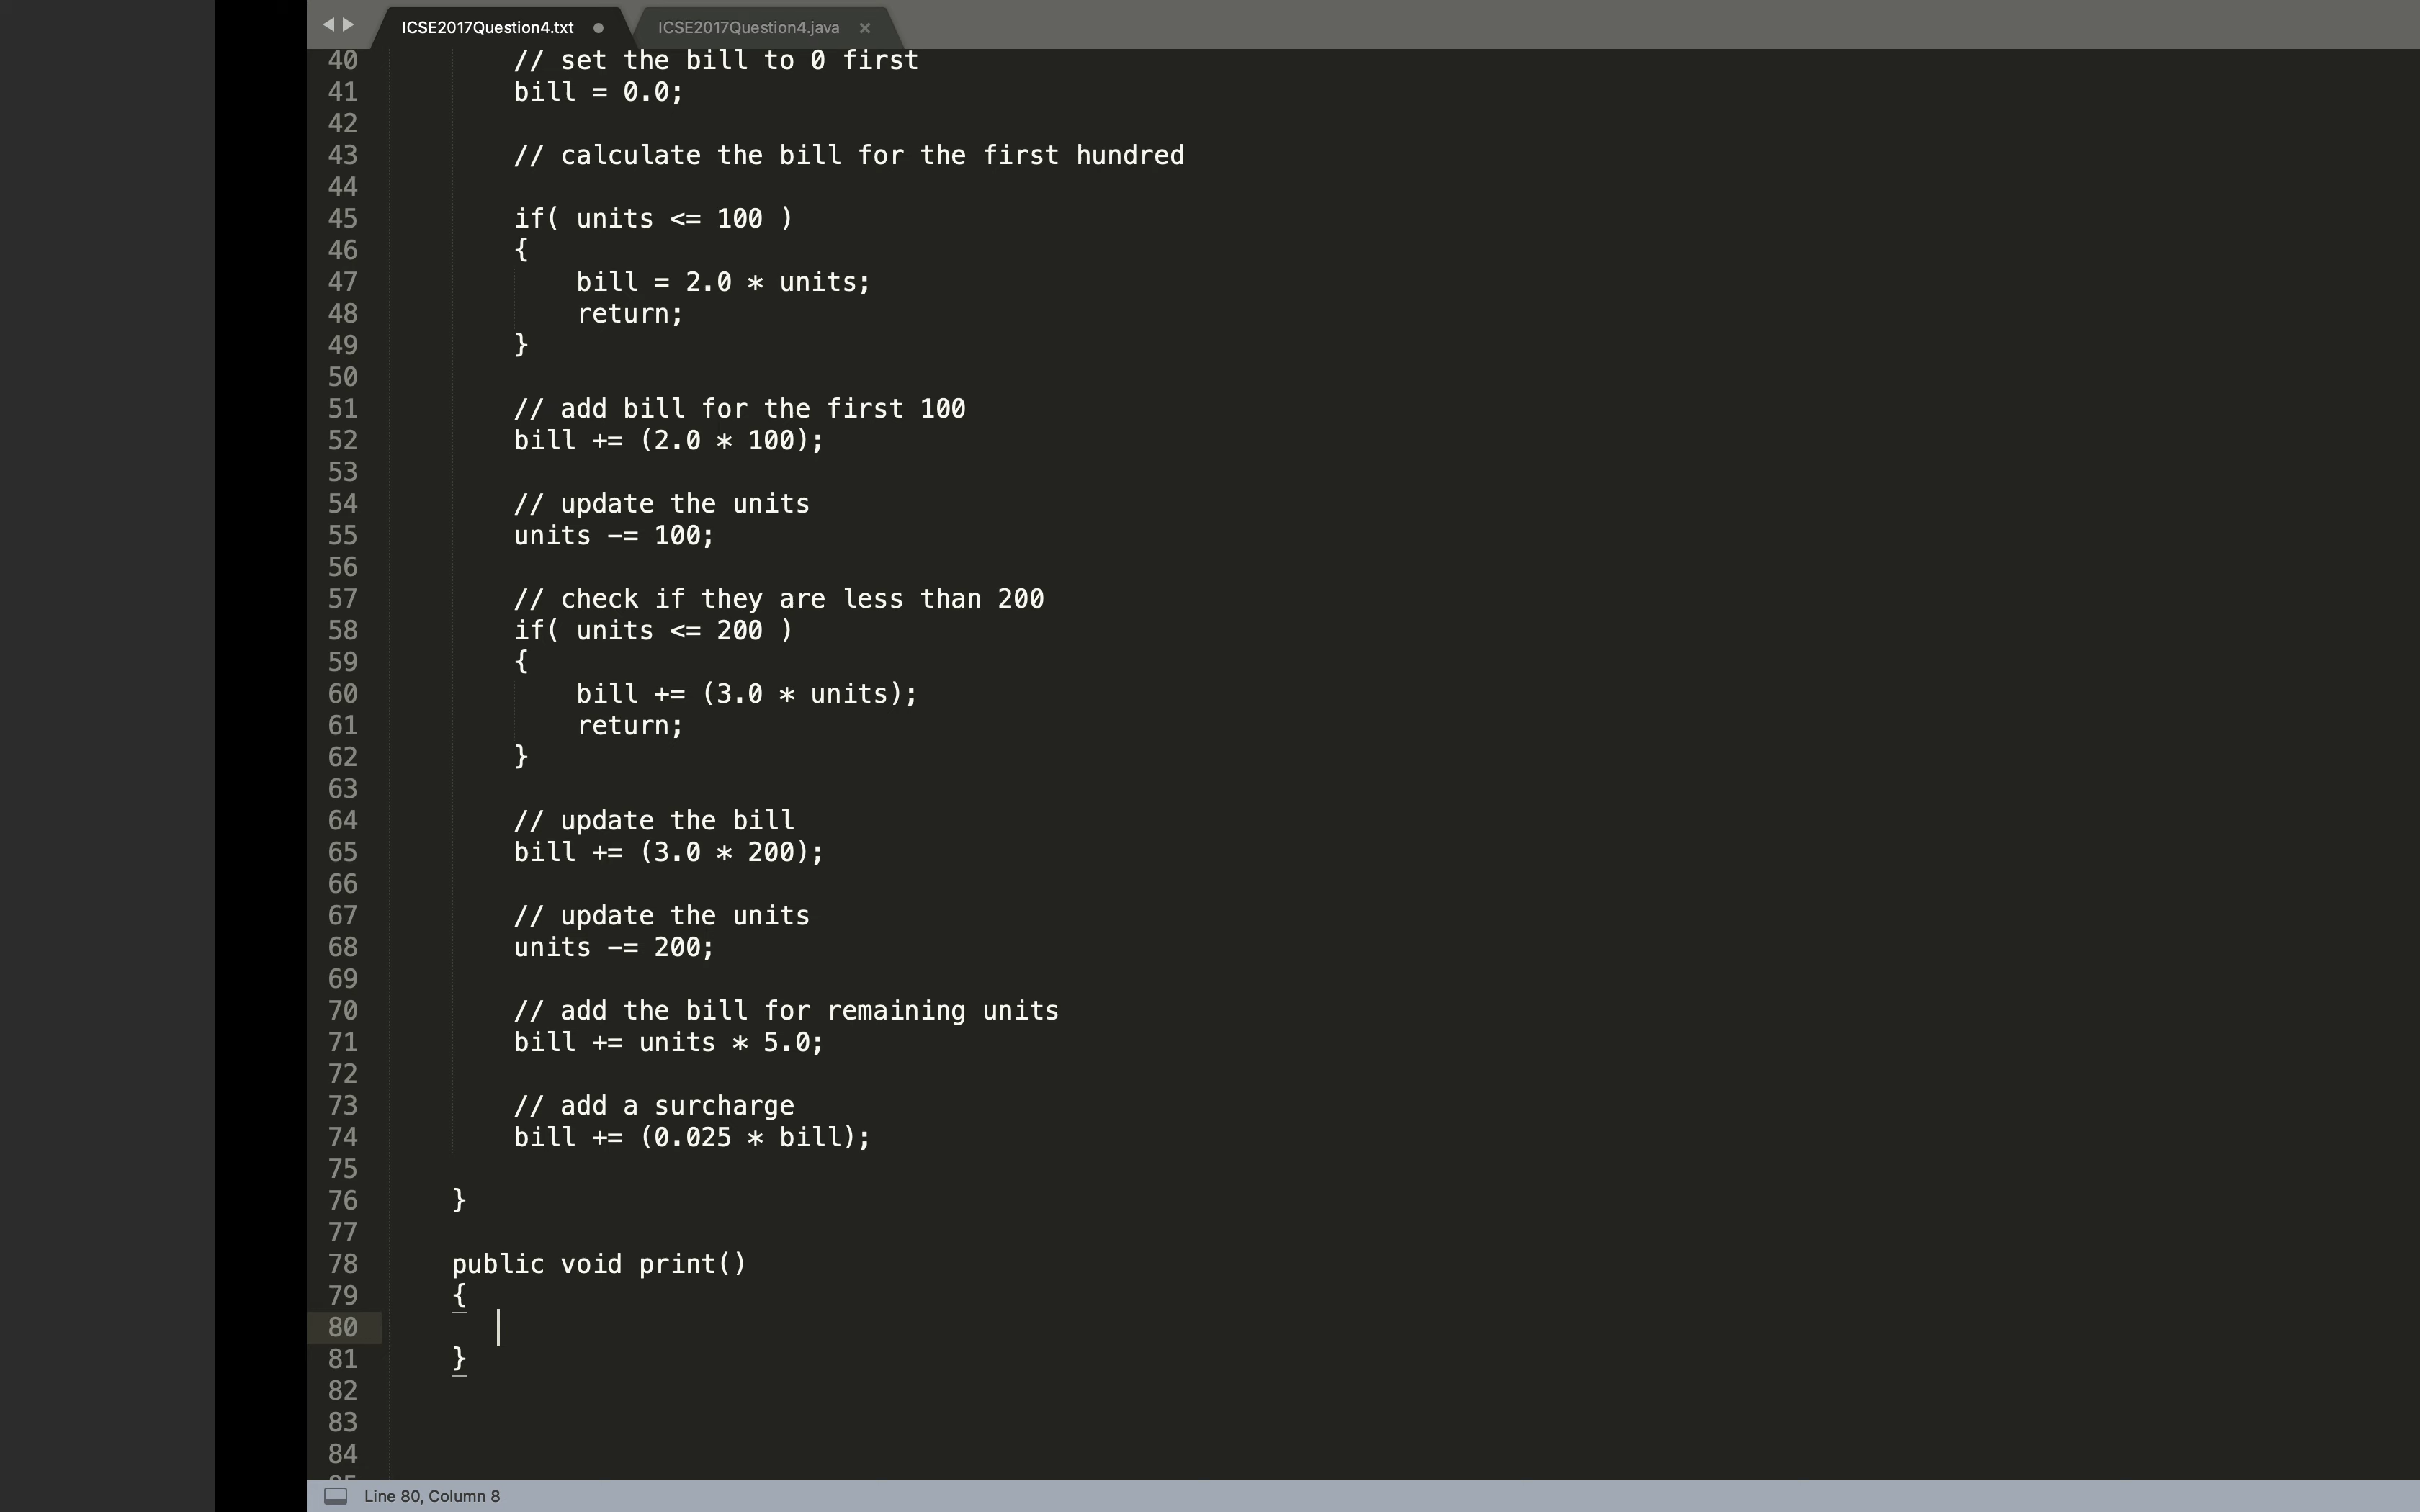 ICSE2017Question4.txt ICSE2017Question4.java
40 // set the bill to 0 first
41 bill = 0.0;
42
43 // calculate the bill for the first hundred
44
45 if( units <= 100 )
46 {
47 bill = 2.0 * units;
48 return;
49 }
50
51 // add bill for the first 100
52 bill += (2.0 * 100);
53
54 // update the units
55 units -= 100;
56
57 // check if they are less than 200
58 if( units <= 200 )
59 {
60 bill += (3.0 * units);
61 return;
62 }
63
64 // update the bill
65 bill += (3.0 * 200);
66
67 // update the units
68 units -= 200;
69
70 // add the bill for remaining units
71 bill += units * 5.0;
72
73 // add a surcharge
74 bill += (0.025 * bill);
75
76 }
77
78 public void print()
79 {
80
81 }
82
83
84
Line 80, Column 8